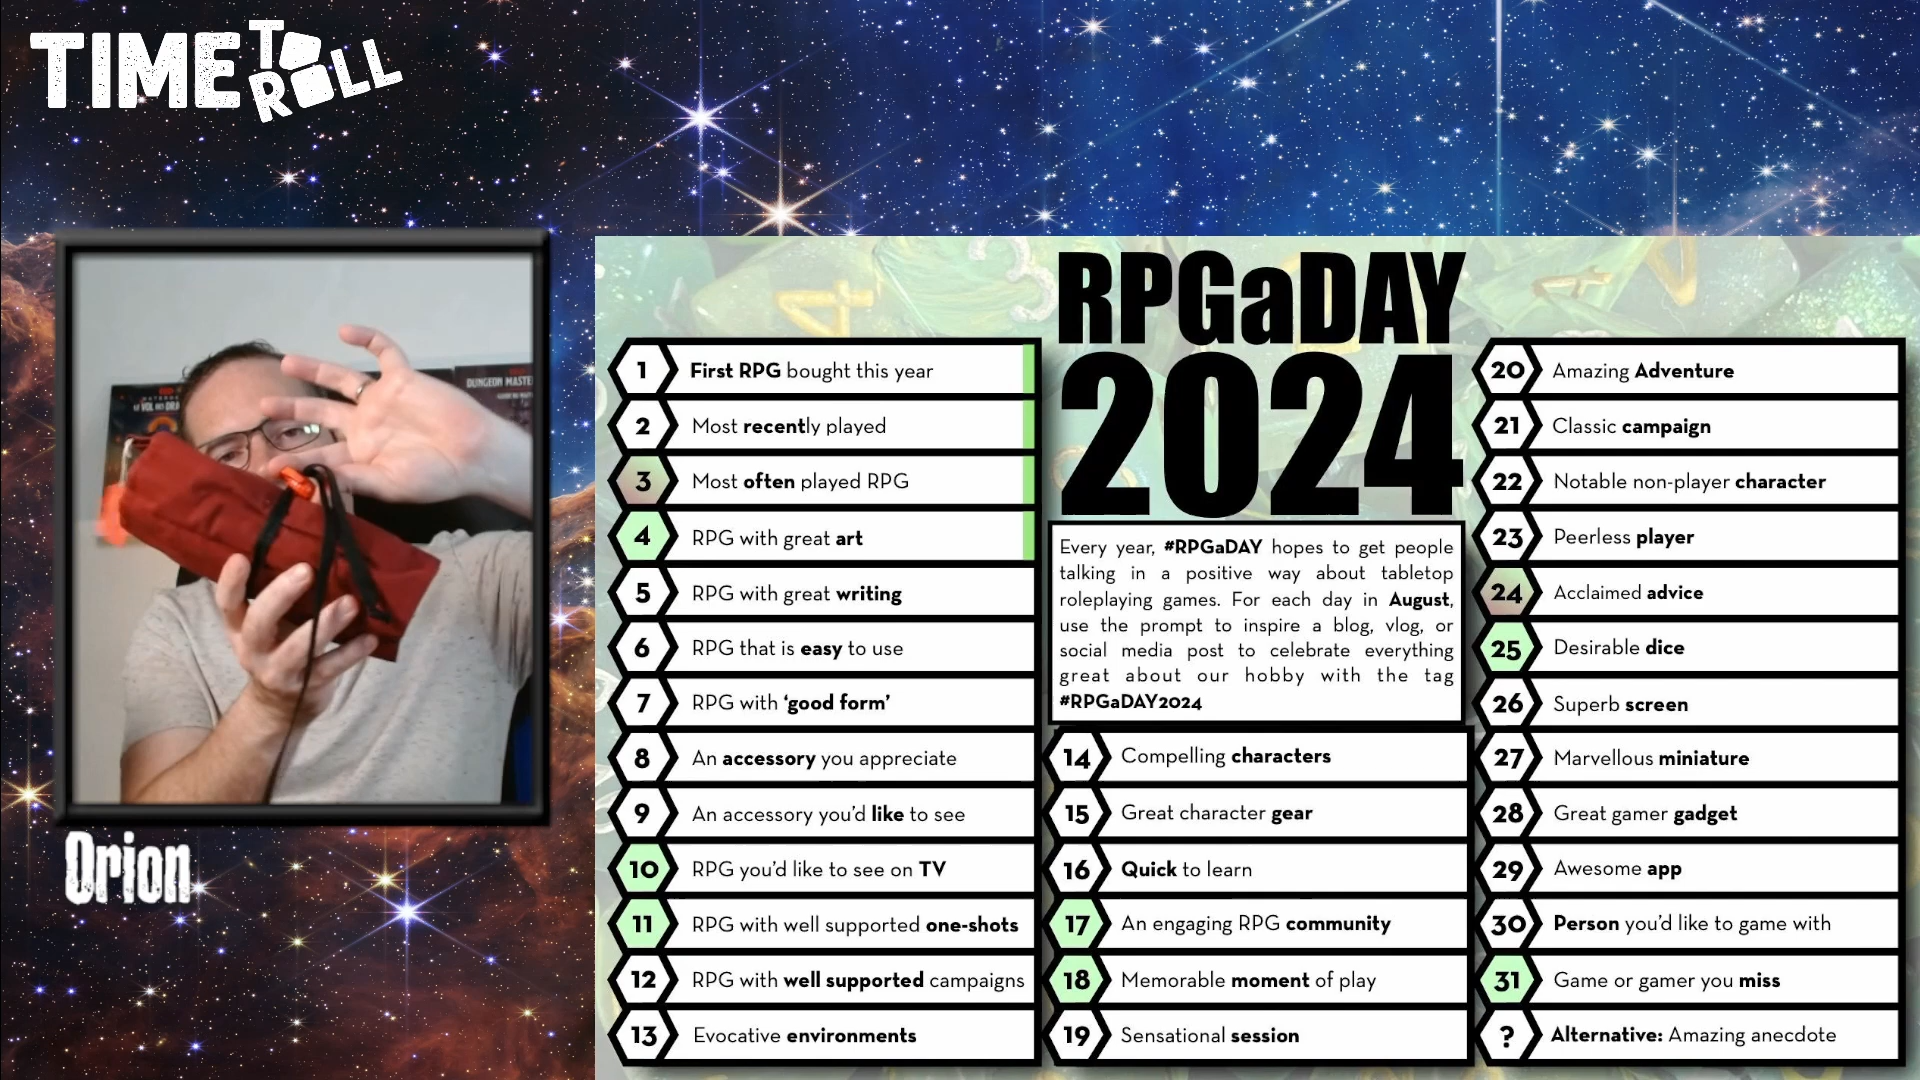 TIME TO ROLL
RPGaDAY
2024
1 First RPG bought this year
2 Most recently played
3 Most often played RPG
4 RPG with great art
5 RPG with great writing
6 RPG that is easy to use
7 RPG with ‘good form’
8 An accessory you appreciate
9 An accessory you’d like to see
10 RPG you’d like to see on TV
11 RPG with well supported one-shots
12 RPG with well supported campaigns
13 Evocative environments
Every year, #RPGaDAY hopes to get people
talking in a positive way about tabletop
roleplaying games. For each day in August,
use the prompt to inspire a blog, vlog, or
social media post to celebrate everything
great about our hobby with the tag
#RPGaDAY2024
14 Compelling characters
15 Great character gear
16 Quick to learn
17 An engaging RPG community
18 Memorable moment of play
19 Sensational session
20 Amazing Adventure
21 Classic campaign
22 Notable non-player character
23 Peerless player
24 Acclaimed advice
25 Desirable dice
26 Superb screen
27 Marvellous miniature
28 Great gamer gadget
29 Awesome app
30 Person you’d like to game with
31 Game or gamer you miss
? Alternative: Amazing anecdote
DUNGEON MASTE
Orion